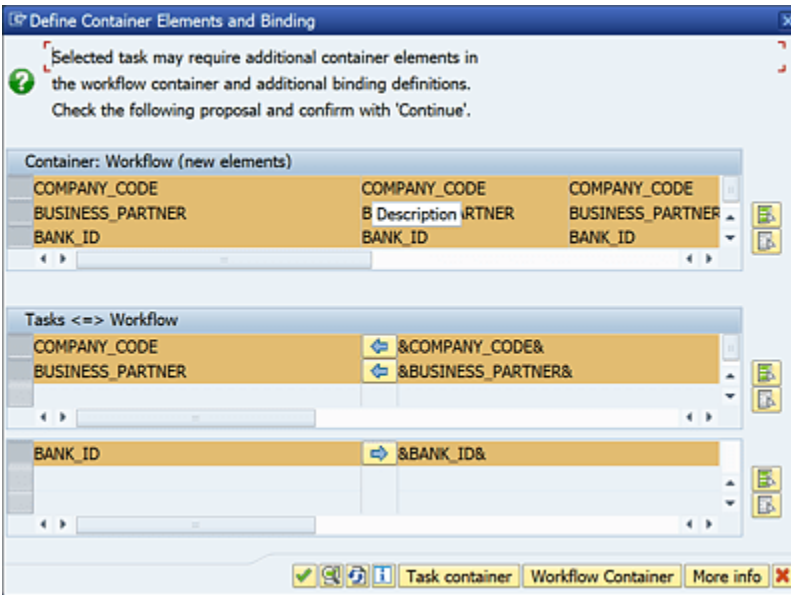 Define Container Elements and Binding
Selected task may require additional container elements in
the workflow container and additional binding definitions.
Check the following proposal and confirm with 'Continue'.
Container: Workflow (new elements)
COMPANY_CODE COMPANY_CODE COMPANY_CODE
BUSINESS_PARTNER B Description ARTNER BUSINESS_PARTNER
BANK_ID BANK_ID BANK_ID
Tasks <=> Workflow
COMPANY_CODE &COMPANY_CODE&
BUSINESS_PARTNER &BUSINESS_PARTNER&
BANK_ID &BANK_ID&
Task container Workflow Container More info